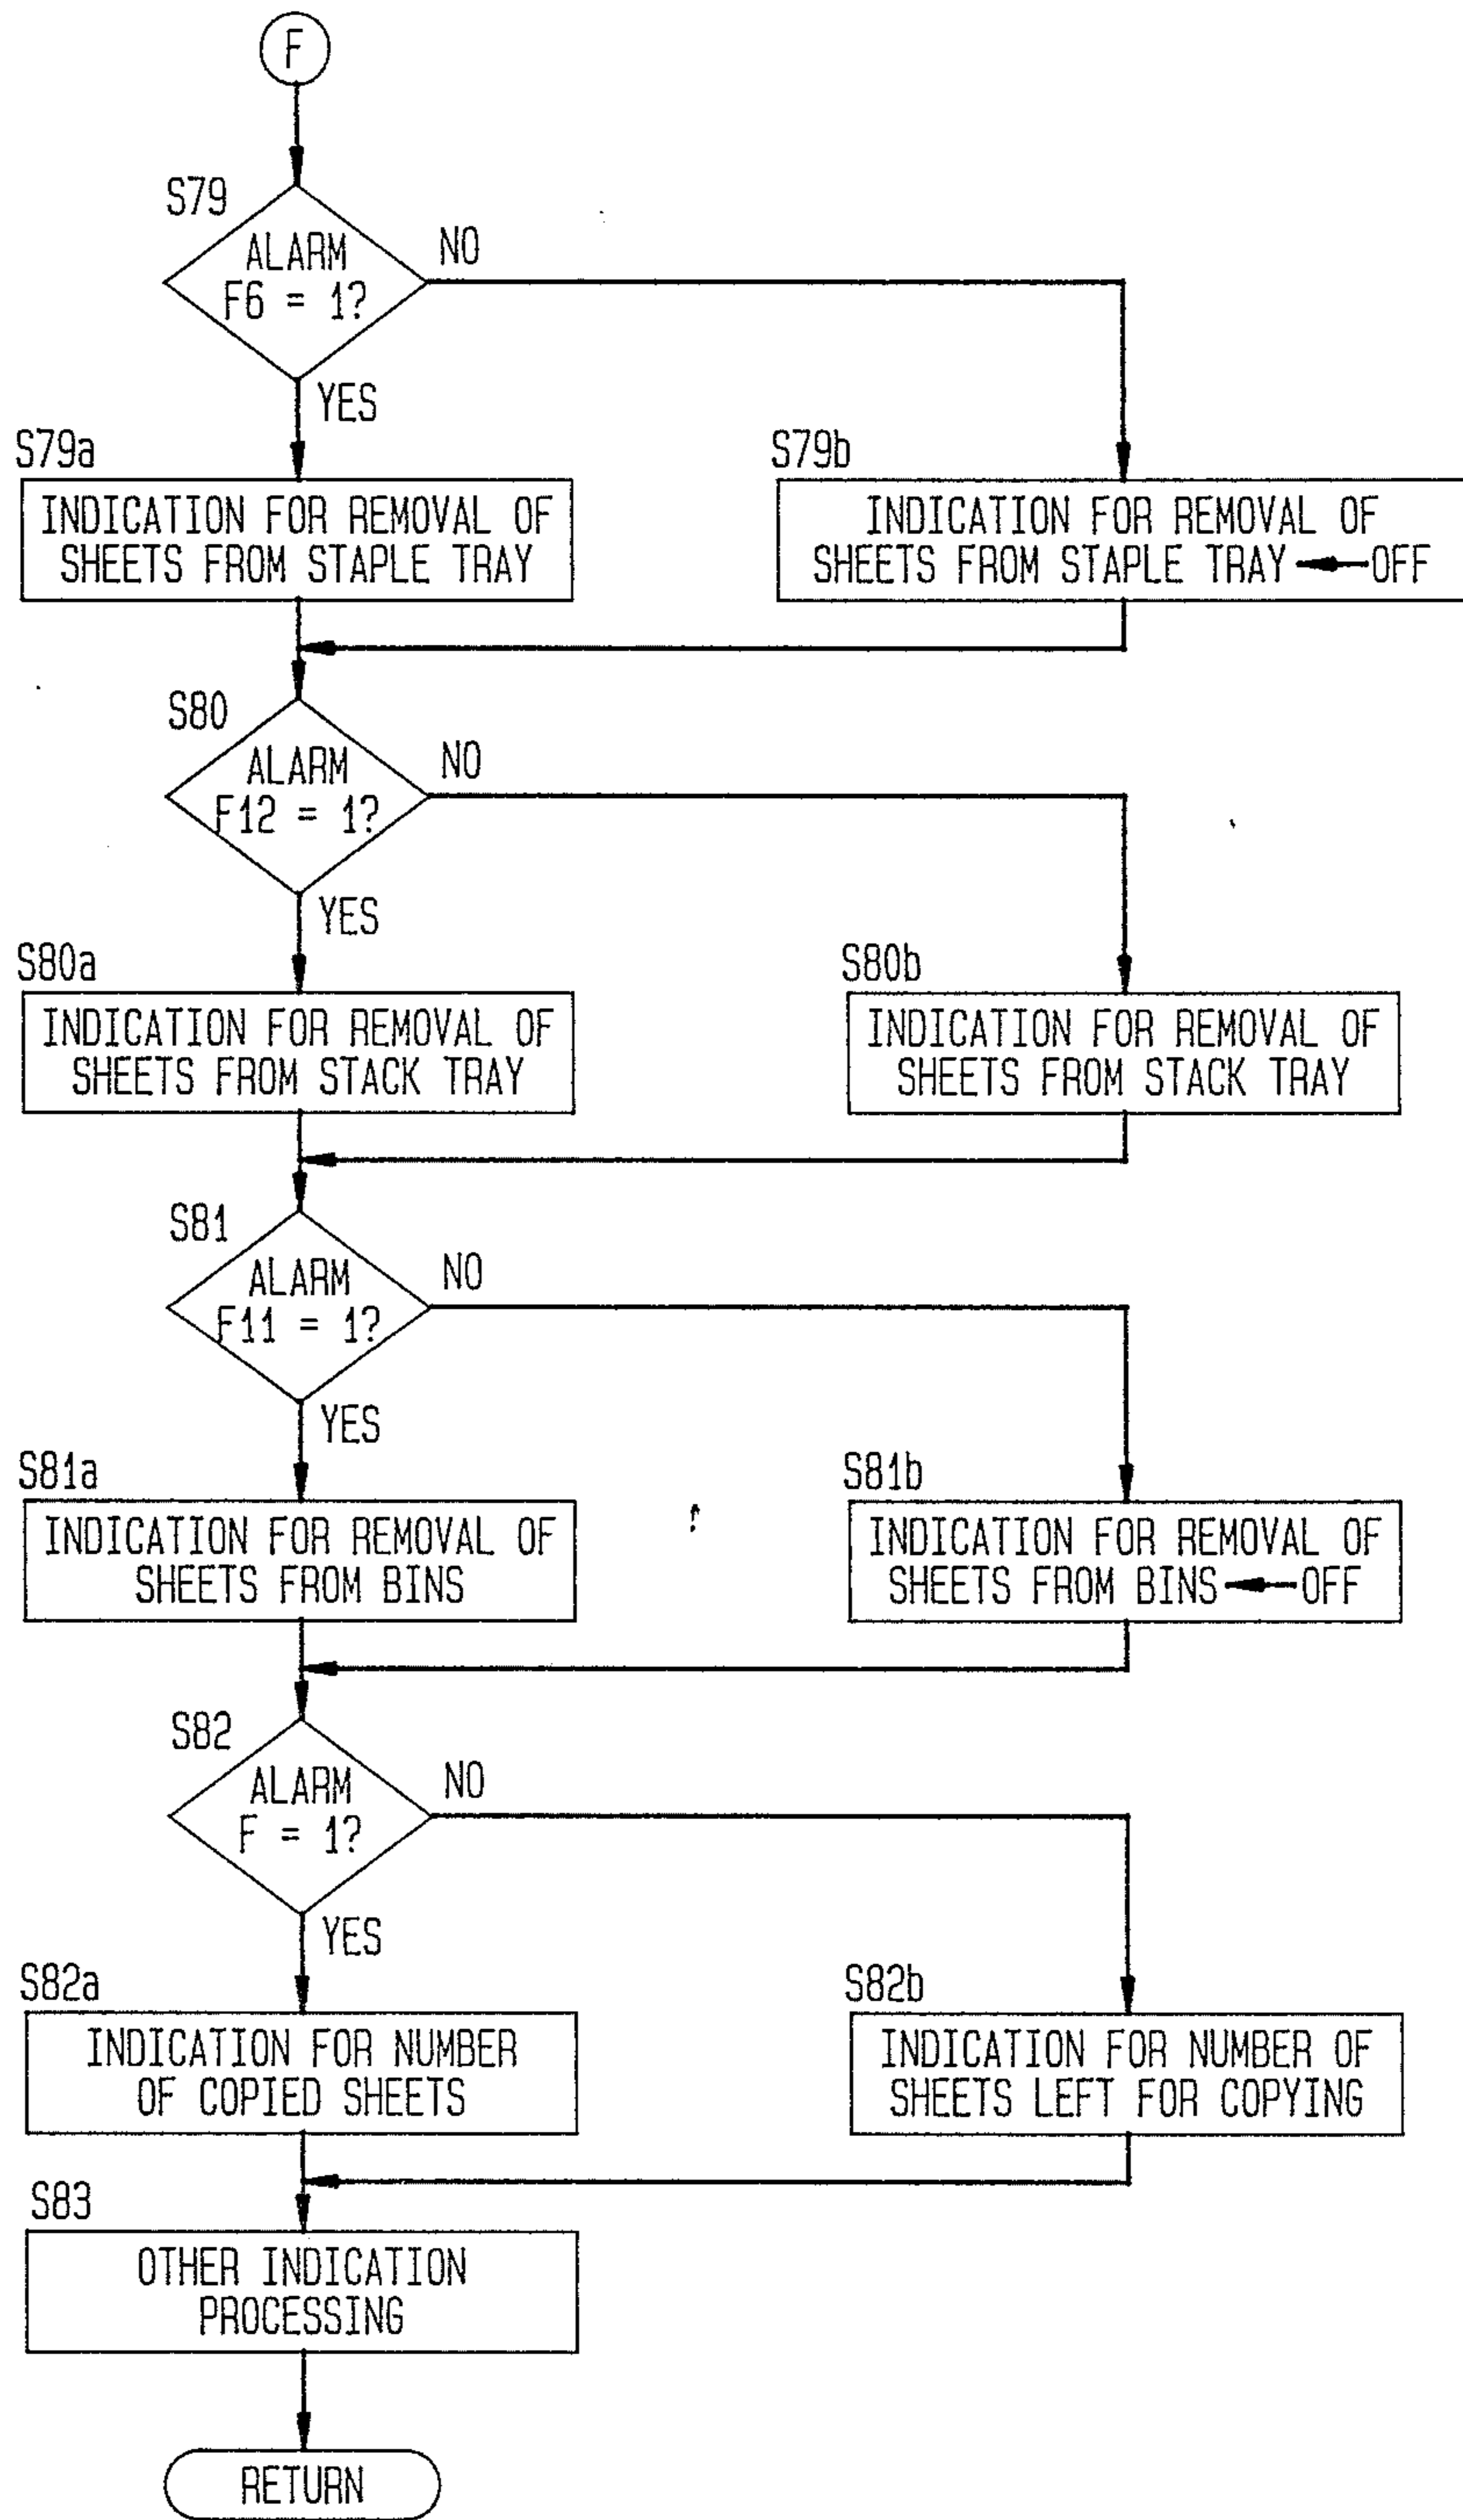 F
S79
ALARM
F6 = 1?
NO
YES
S79a
INDICATION FOR REMOVAL OF
SHEETS FROM STAPLE TRAY
S79b
INDICATION FOR REMOVAL OF
SHEETS FROM STAPLE TRAY ← OFF
S80
ALARM
F12 = 1?
NO
YES
S80a
INDICATION FOR REMOVAL OF
SHEETS FROM STACK TRAY
S80b
INDICATION FOR REMOVAL OF
SHEETS FROM STACK TRAY
S81
ALARM
F11 = 1?
NO
YES
S81a
INDICATION FOR REMOVAL OF
SHEETS FROM BINS
S81b
INDICATION FOR REMOVAL OF
SHEETS FROM BINS ← OFF
S82
ALARM
F = 1?
NO
YES
S82a
INDICATION FOR NUMBER
OF COPIED SHEETS
S82b
INDICATION FOR NUMBER OF
SHEETS LEFT FOR COPYING
S83
OTHER INDICATION
PROCESSING
RETURN